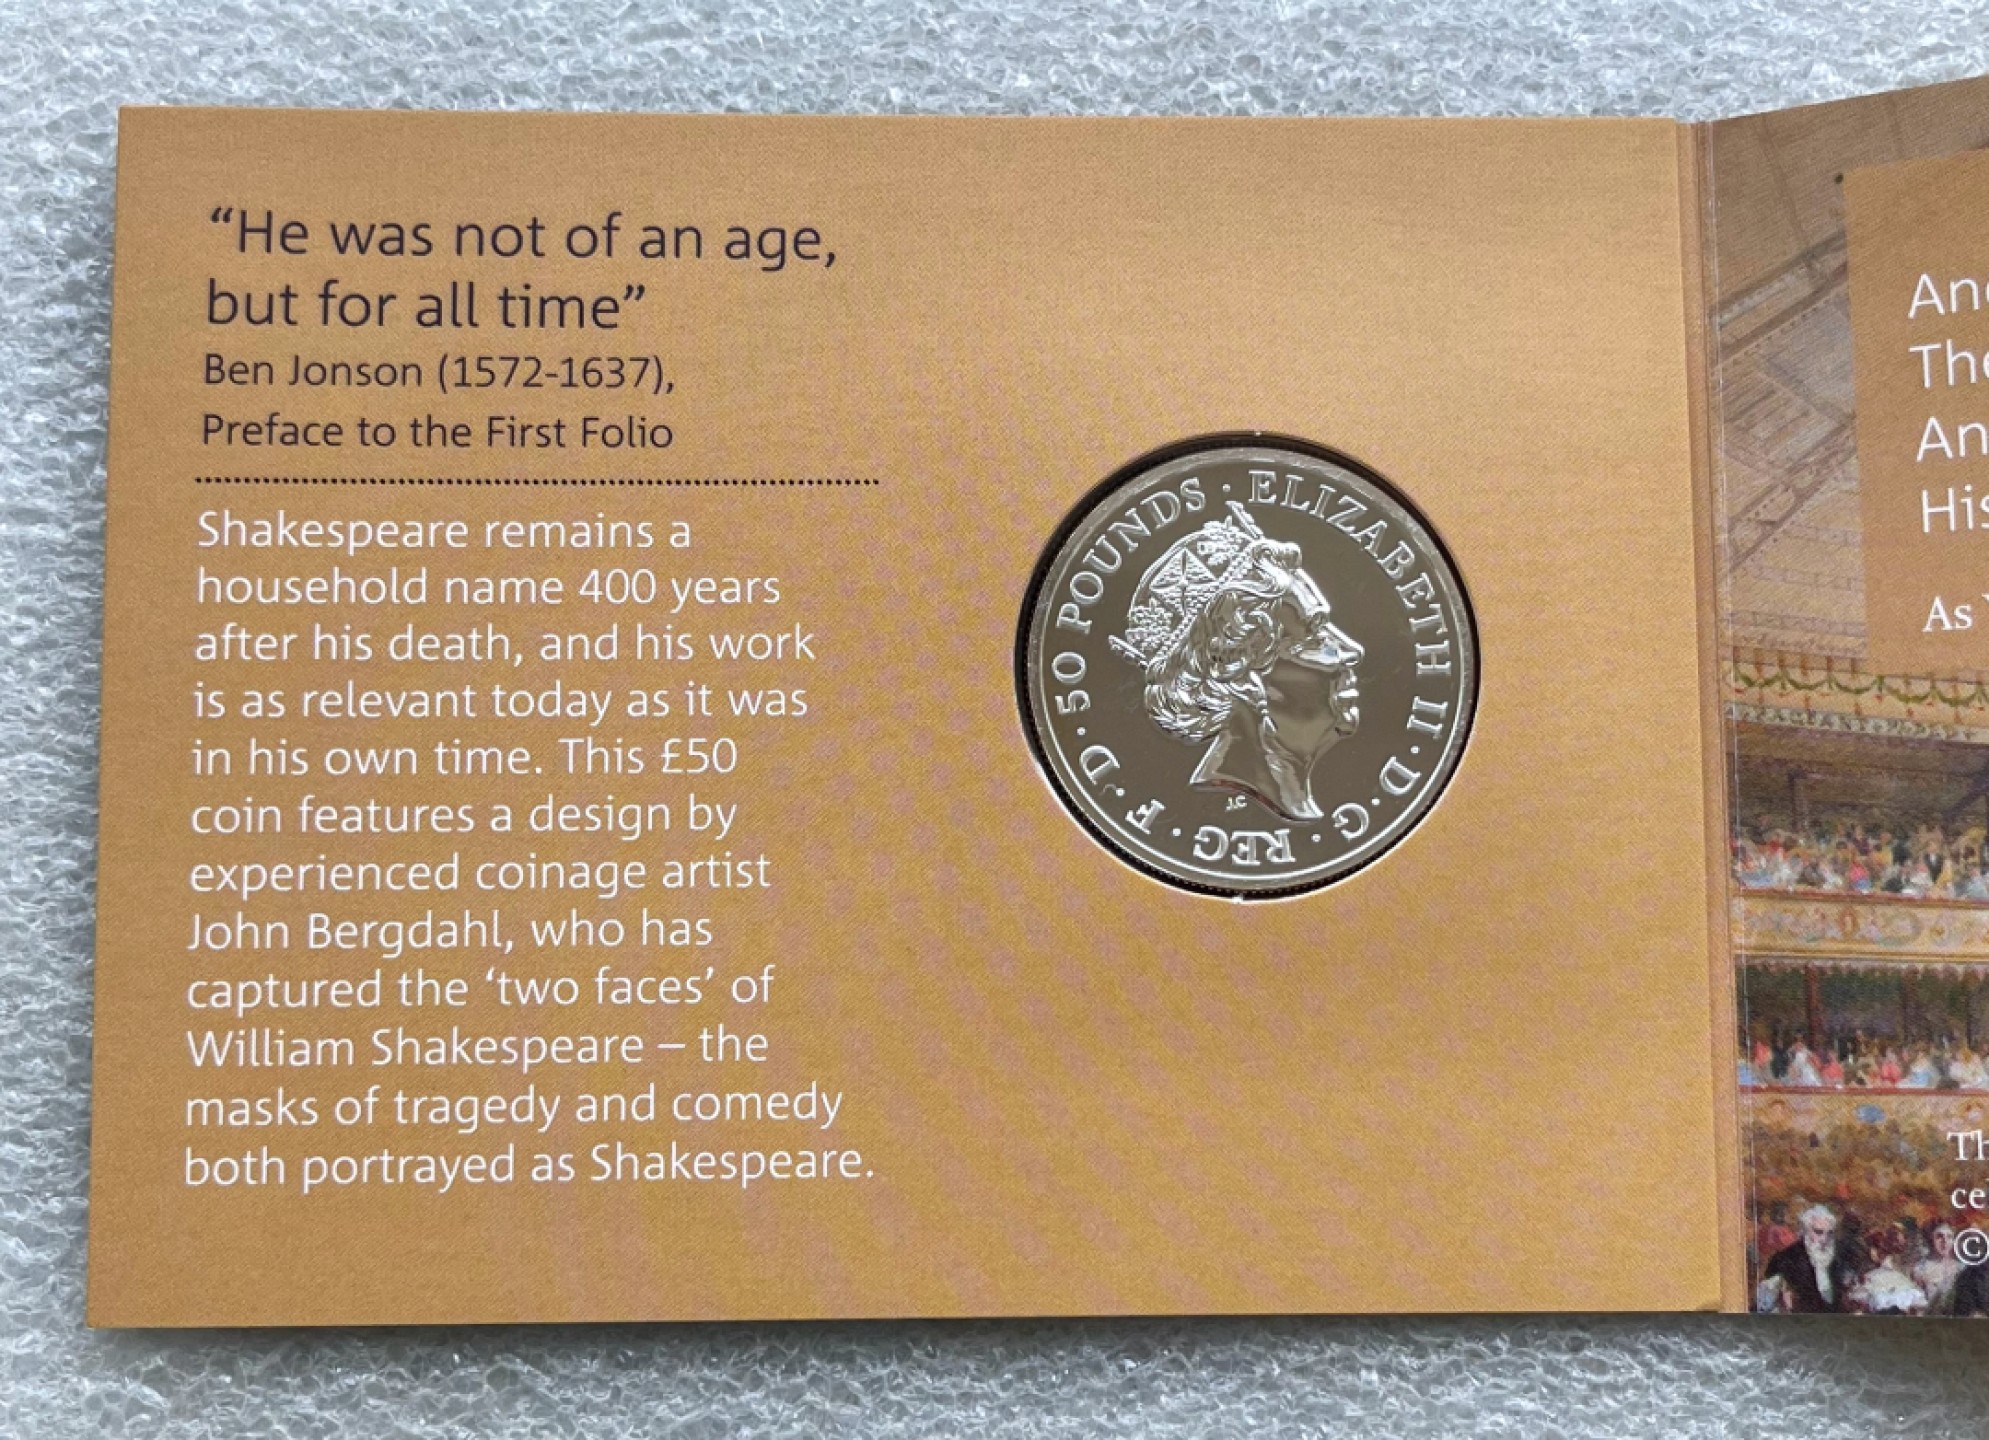 “He was not of an age,
but for all time”
Ben Jonson (1572-1637),
Preface to the First Folio
Shakespeare remains a
household name 400 years
after his death, and his work
is as relevant today as it was
in his own time. This £50
coin features a design by
experienced coinage artist
John Bergdahl, who has
captured the ‘two faces’ of
William Shakespeare – the
masks of tragedy and comedy
both portrayed as Shakespeare.
ELIZABETH II · D · G · REG · F · D · 50 POUNDS ·
J.C
His
As
©